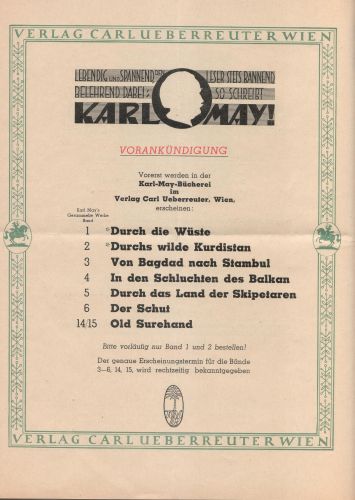 VERLAG CARL UEBERREUTER WIEN
LEBENDIG UND SPANNEND, DEN LESER STETS BANNEND
BELEHREND DABEI: SO SCHREIBT
KARL MAY!
VORANKÜNDIGUNG
Vorerst werden in der
Karl-May-Bücherei
im
Verlag Carl Ueberreuter, Wien,
erscheinen:
Karl May's
Gesammelte Werke
Band
1 *Durch die Wüste
2 *Durchs wilde Kurdistan
3 Von Bagdad nach Stambul
4 In den Schluchten des Balkan
5 Durch das Land der Skipetaren
6 Der Schut
14/15 Old Surehand
Bitte vorläufig nur Band 1 und 2 bestellen!
Der genaue Erscheinungstermin für die Bände
3—6, 14, 15, wird rechtzeitig bekanntgegeben
VERLAG CARL UEBERREUTER WIEN